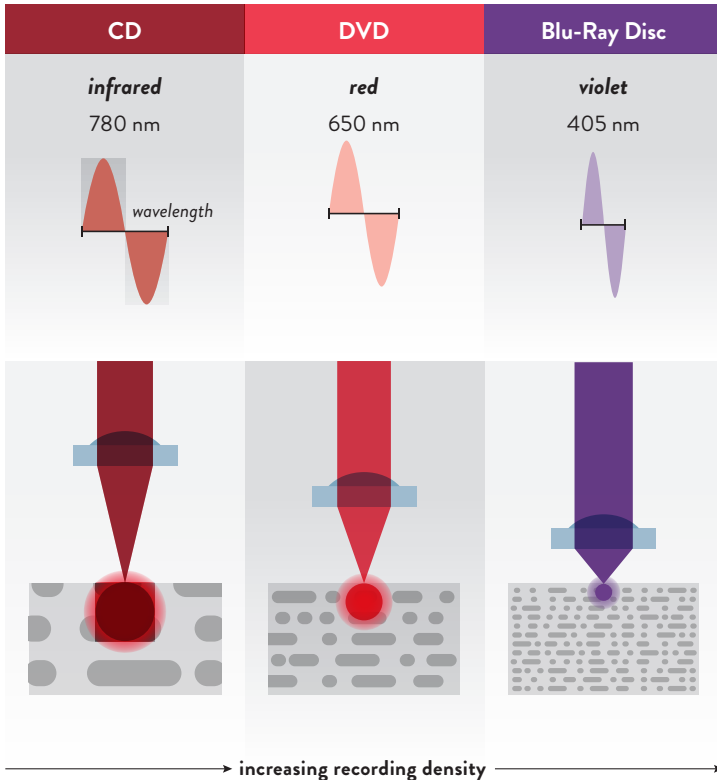 CD
DVD
Blu-Ray Disc
infrared
red
violet
780 nm
650 nm
405 nm
wavelength
increasing recording density